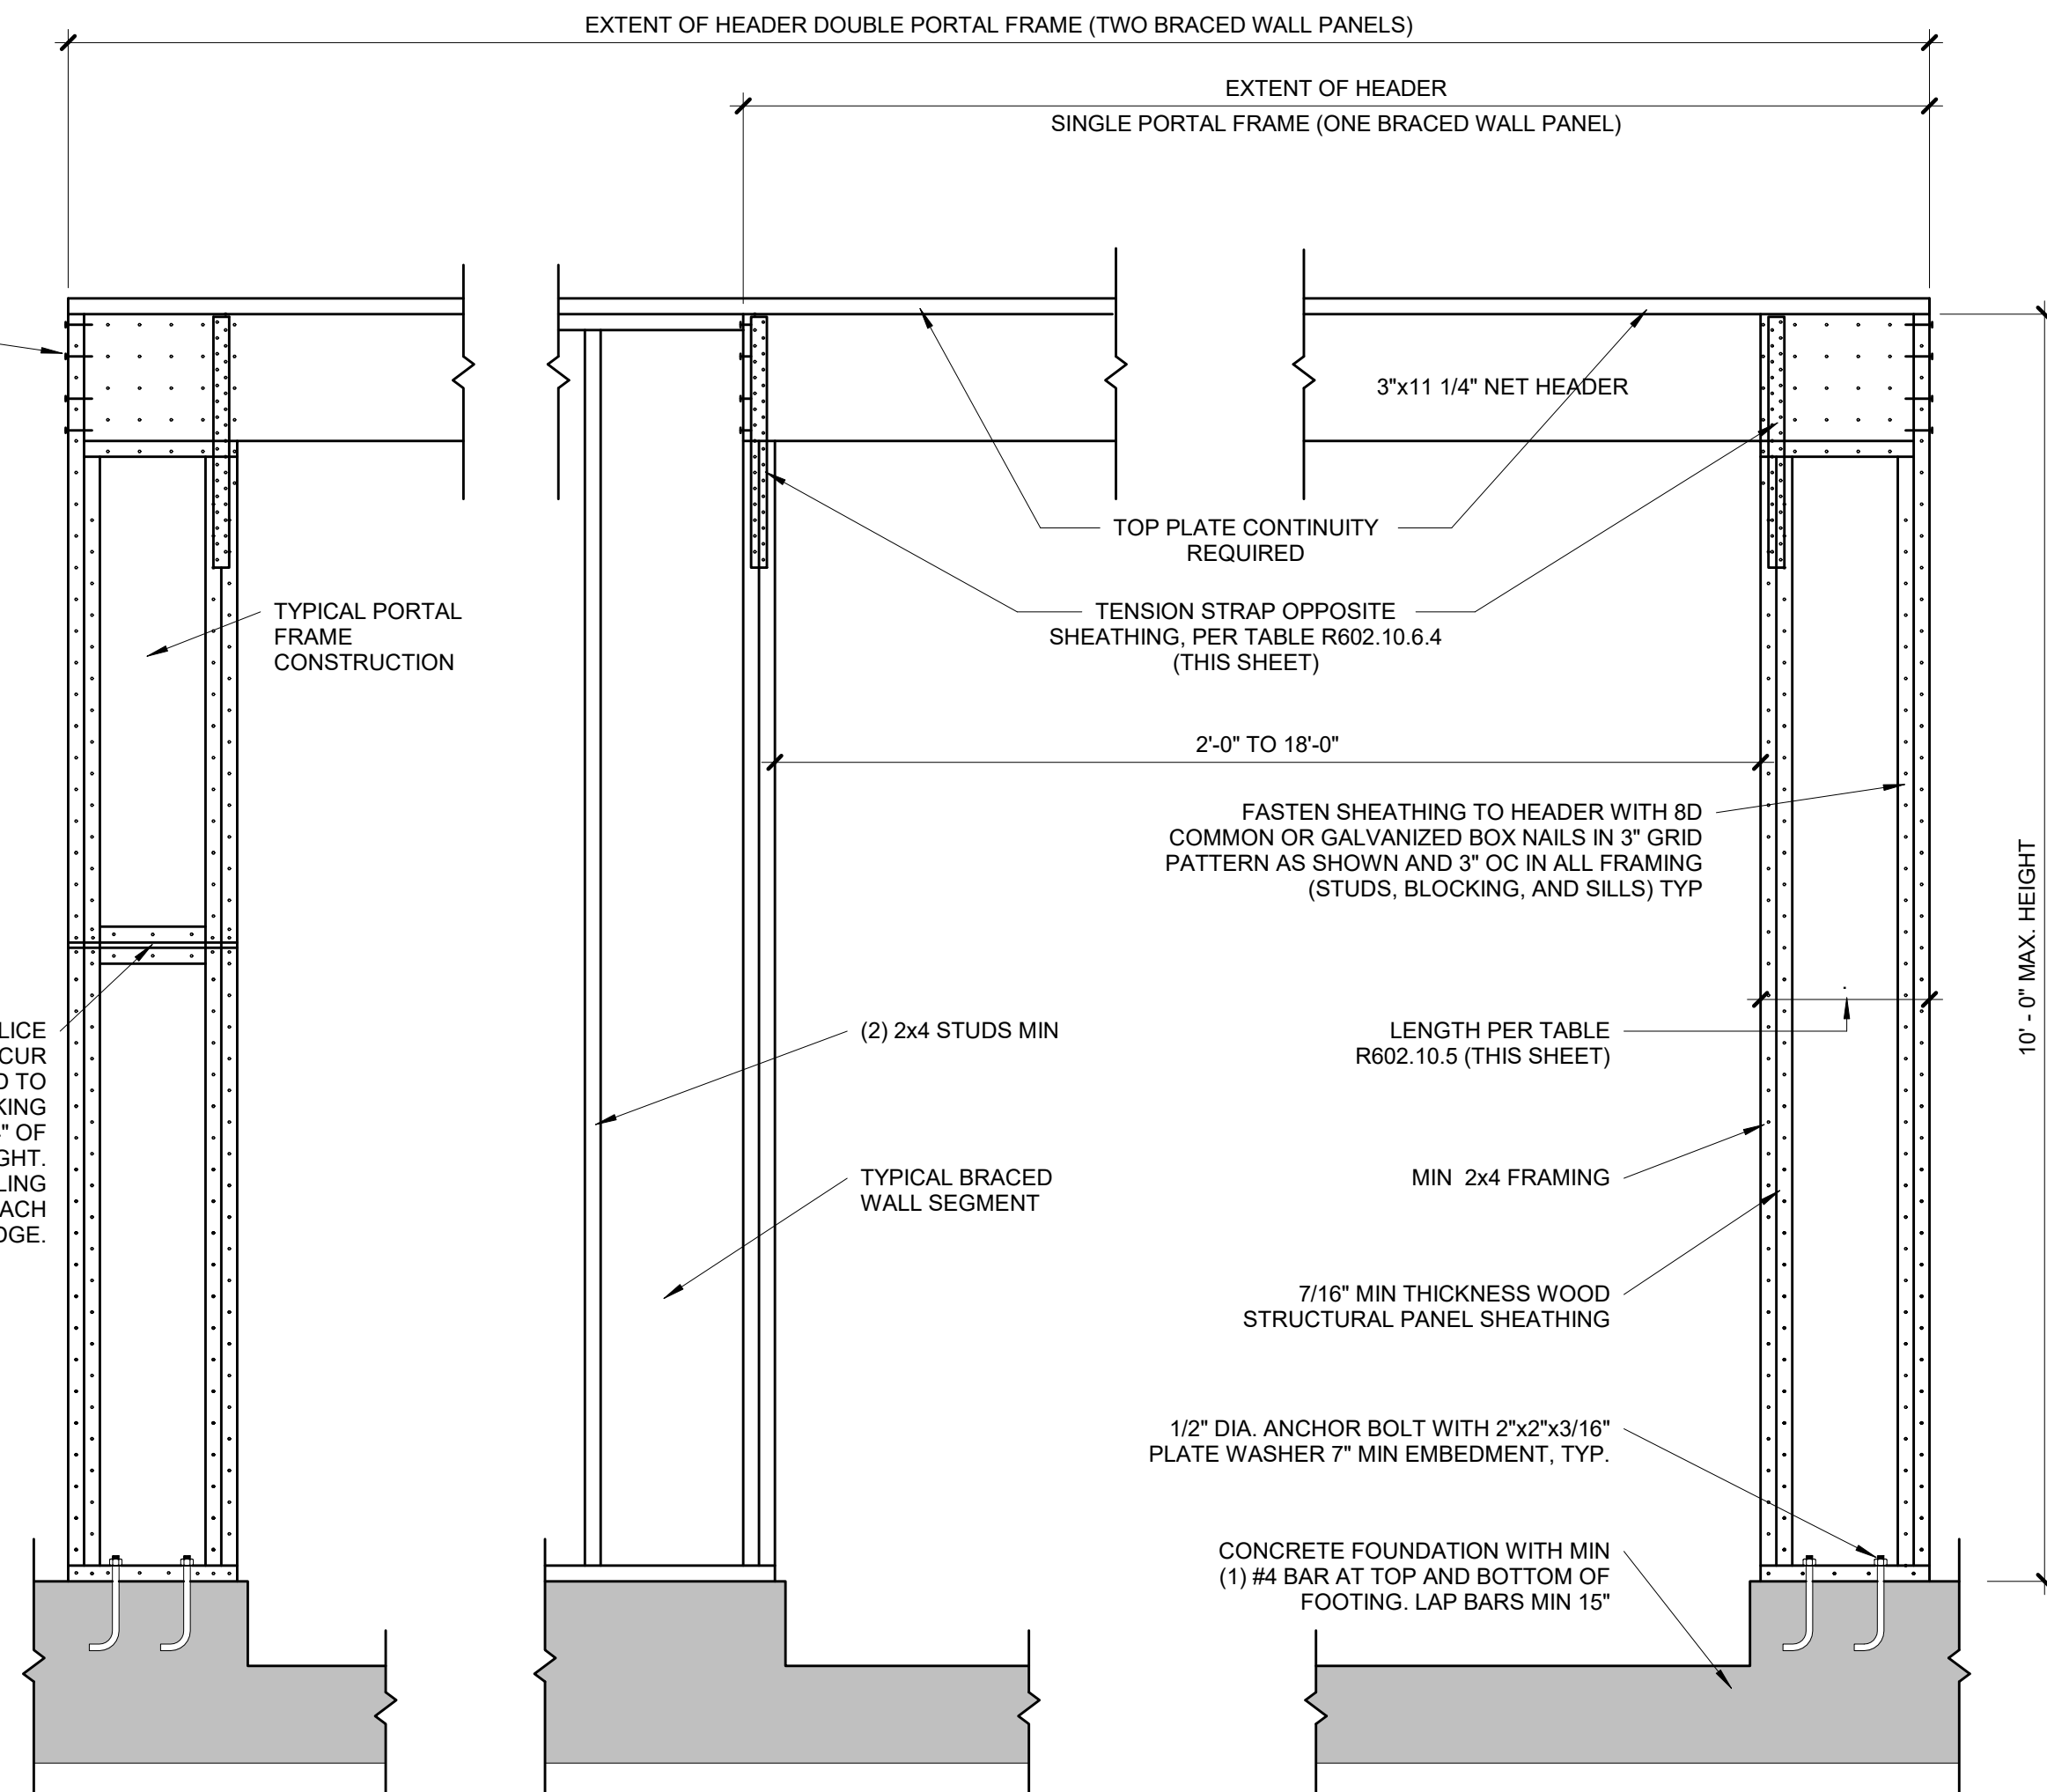 EXTENT OF HEADER DOUBLE PORTAL FRAME (TWO BRACED WALL PANELS)
EXTENT OF HEADER
SINGLE PORTAL FRAME (ONE BRACED WALL PANEL)
3"x11 1/4" NET HEADER
TOP PLATE CONTINUITY
REQUIRED
TENSION STRAP OPPOSITE
SHEATHING, PER TABLE R602.10.6.4
(THIS SHEET)
TYPICAL PORTAL
FRAME
CONSTRUCTION
2'-0" TO 18'-0"
FASTEN SHEATHING TO HEADER WITH 8D
COMMON OR GALVANIZED BOX NAILS IN 3" GRID
PATTERN AS SHOWN AND 3" OC IN ALL FRAMING
(STUDS, BLOCKING, AND SILLS) TYP
10' - 0" MAX. HEIGHT
(2) 2x4 STUDS MIN
LENGTH PER TABLE
R602.10.5 (THIS SHEET)
TO
" OF
TYPICAL BRACED
WALL SEGMENT
MIN 2x4 FRAMING
7/16" MIN THICKNESS WOOD
STRUCTURAL PANEL SHEATHING
1/2" DIA. ANCHOR BOLT WITH 2"x2"x3/16"
PLATE WASHER 7" MIN EMBEDMENT, TYP.
CONCRETE FOUNDATION WITH MIN
(1) #4 BAR AT TOP AND BOTTOM OF
FOOTING. LAP BARS MIN 15"